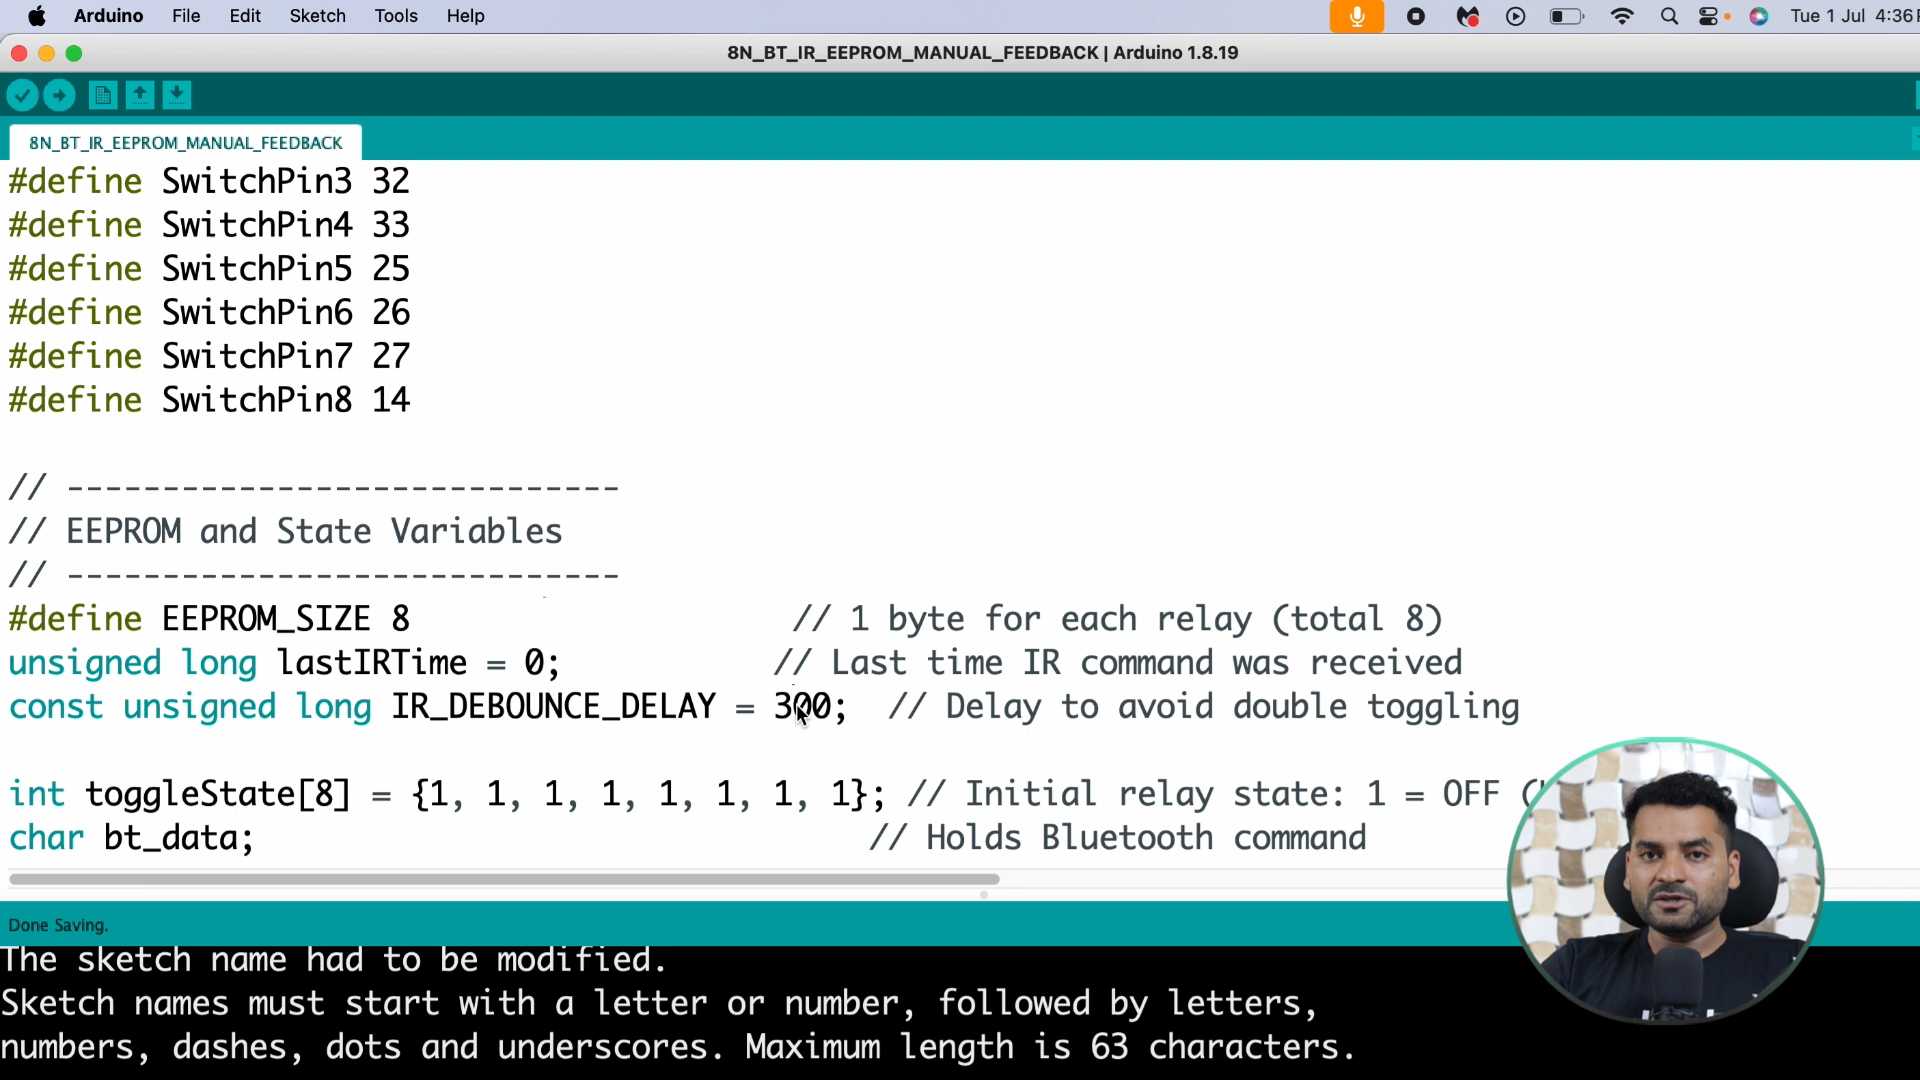 Arduino File Edit Sketch Tools Help Tue 1 Jul 4:36
8N_BT_IR_EEPROM_MANUAL_FEEDBACK | Arduino 1.8.19
8N_BT_IR_EEPROM_MANUAL_FEEDBACK
#define SwitchPin3 32
#define SwitchPin4 33
#define SwitchPin5 25
#define SwitchPin6 26
#define SwitchPin7 27
#define SwitchPin8 14
// -----------------------------
// EEPROM and State Variables
// -----------------------------
#define EEPROM_SIZE 8 // 1 byte for each relay (total 8)
unsigned long lastIRTime = 0; // Last time IR command was received
const unsigned long IR_DEBOUNCE_DELAY = 300; // Delay to avoid double toggling
int toggleState[8] = {1, 1, 1, 1, 1, 1, 1, 1}; // Initial relay state: 1 = OFF (
char bt_data; // Holds Bluetooth command
Done Saving.
The sketch name had to be modified.
Sketch names must start with a letter or number, followed by letters,
numbers, dashes, dots and underscores. Maximum length is 63 characters.